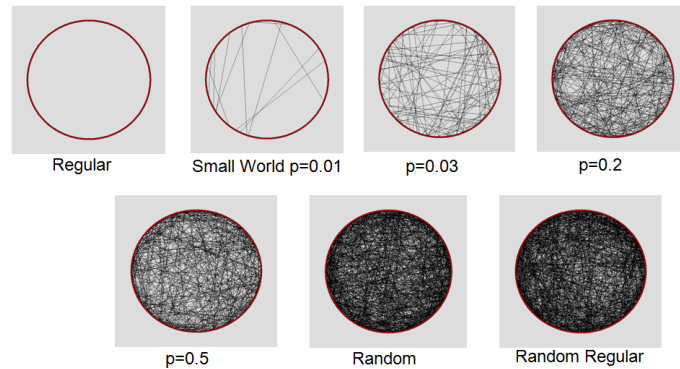 Regular
Small World p=0.01
p=0.03
p=0.2
p=0.5
Random
Random Regular